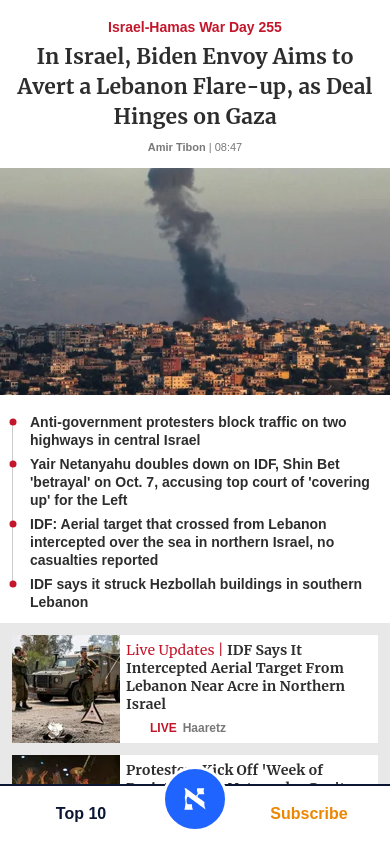 Israel-Hamas War Day 255
In Israel, Biden Envoy Aims to
Avert a Lebanon Flare-up, as Deal
Hinges on Gaza
Amir Tibon | 08:47
Anti-government protesters block traffic on two
highways in central Israel
Yair Netanyahu doubles down on IDF, Shin Bet
'betrayal' on Oct. 7, accusing top court of 'covering
up' for the Left
IDF: Aerial target that crossed from Lebanon
intercepted over the sea in northern Israel, no
casualties reported
IDF says it struck Hezbollah buildings in southern
Lebanon
Live Updates | IDF Says It
Intercepted Aerial Target From
Lebanon Near Acre in Northern
Israel
LIVE Haaretz
Kick Off 'Week of
Top 10
Subscribe